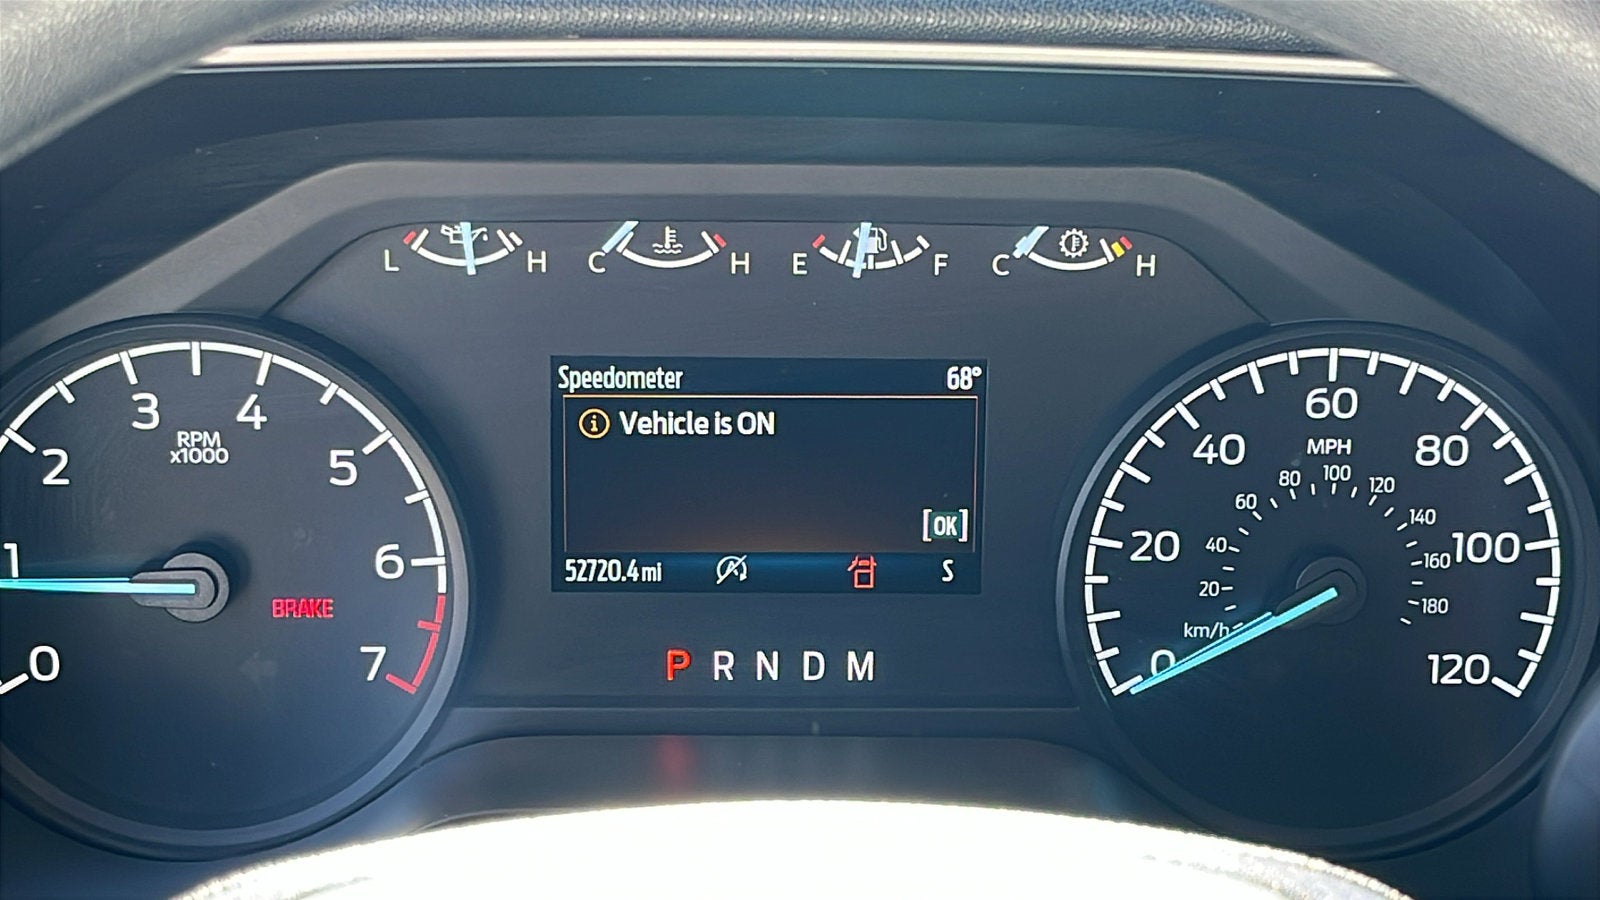 L H C H E F C H
Speedometer 68°
Vehicle is ON
[OK]
52720.4 mi S
P R N D M
0 1 2 3 4 5 6 7
RPM
x1000
BRAKE
0 20 40 60 80 100 120
MPH
20 40 60 80 100 120 140 160 180
km/h